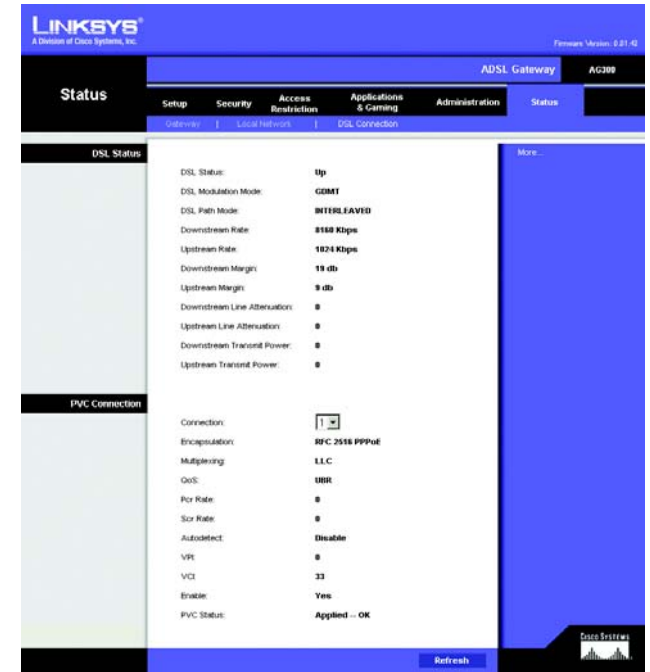 LINKSYS®
A Division of Cisco Systems, Inc.
Firmware Version: 0.01.42
ADSL Gateway AG300
Status
Setup Security Access Restriction Applications & Gaming Administration Status
Gateway | Local Network | DSL Connection
DSL Status
More...
DSL Status: Up
DSL Modulation Mode: GDMT
DSL Path Mode: INTERLEAVED
Downstream Rate: 8160 Kbps
Upstream Rate: 1024 Kbps
Downstream Margin: 19 db
Upstream Margin: 9 db
Downstream Line Attenuation: 0
Upstream Line Attenuation: 0
Downstream Transmit Power: 0
Upstream Transmit Power: 0
PVC Connection
Connection: 1
Encapsulation: RFC 2516 PPPoE
Multiplexing: LLC
QoS: UBR
Pcr Rate: 0
Scr Rate: 0
Autodetect: Disable
VPI: 0
VCI: 33
Enable: Yes
PVC Status: Applied -- OK
Refresh
CISCO SYSTEMS